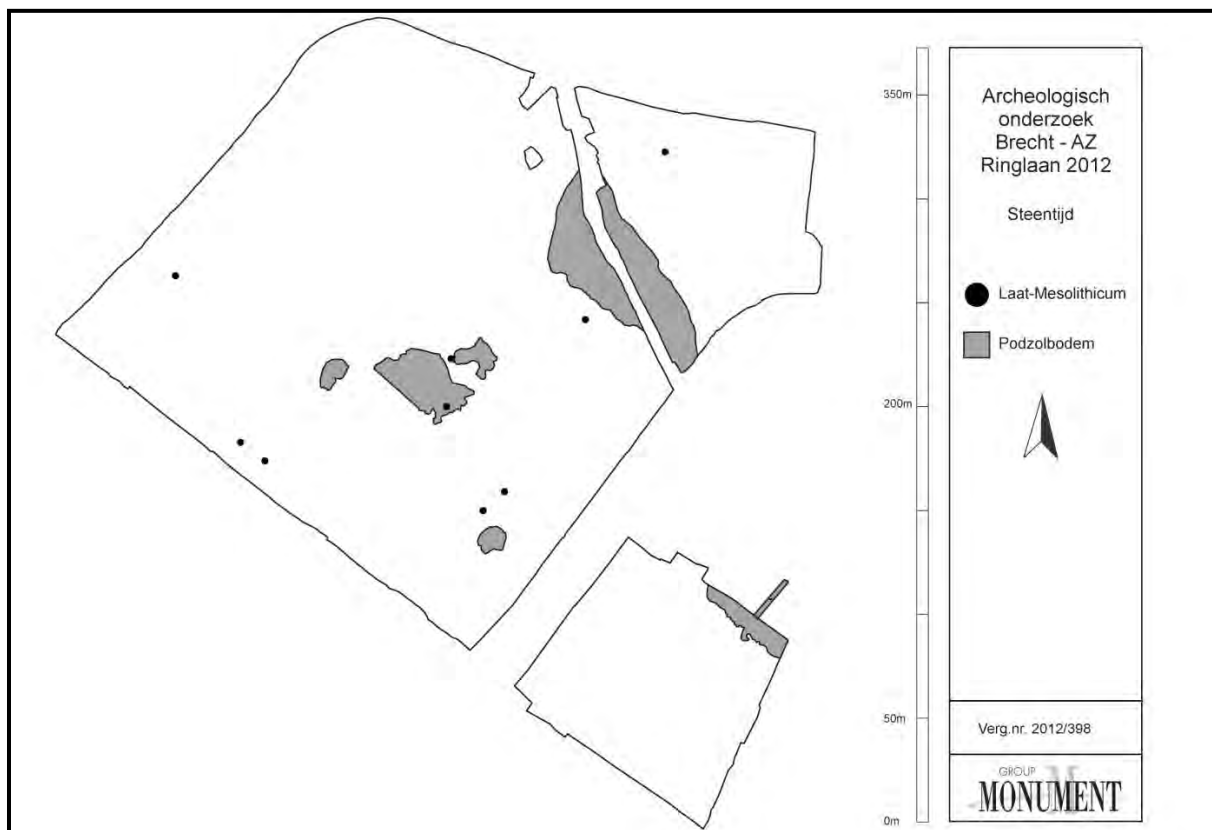 350m
200m
50m
0m
Archeologisch
onderzoek
Brecht - AZ
Ringlaan 2012
Steentijd
Laat-Mesolithicum
Podzolbodem
Verg.nr. 2012/398
GROUP
MONUMENT